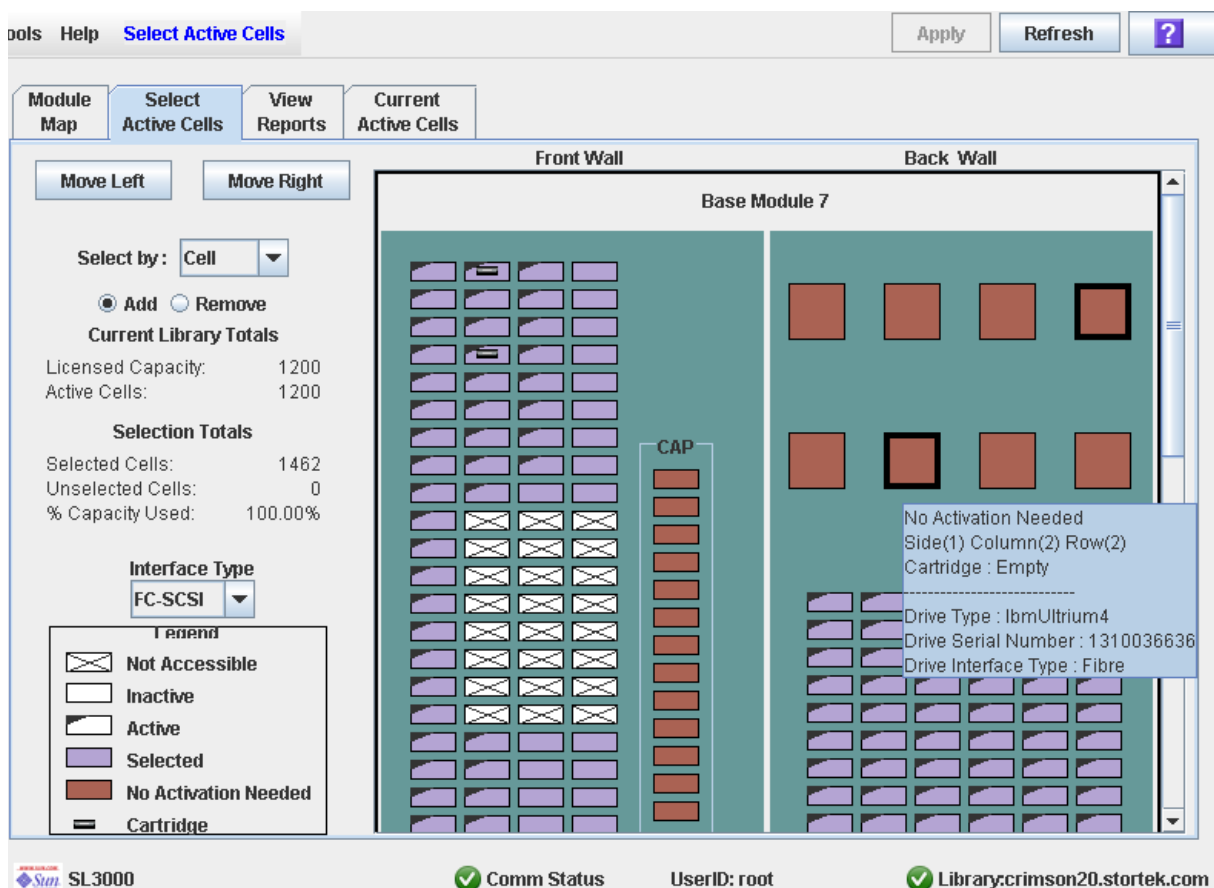 ools Help Select Active Cells Apply Refresh ?
Module Map
Select Active Cells
View Reports
Current Active Cells
Front Wall Back Wall
Move Left Move Right
Base Module 7
Select by : Cell
Add Remove
Current Library Totals
Licensed Capacity: 1200
Active Cells: 1200
Selection Totals
Selected Cells: 1462
Unselected Cells: 0
% Capacity Used: 100.00%
CAP
Interface Type
FC-SCSI
Legend
Not Accessible
Inactive
Active
Selected
No Activation Needed
Cartridge
No Activation Needed
Side(1) Column(2) Row(2)
Cartridge : Empty
----------------------------
Drive Type : IbmUltrium4
Drive Serial Number : 1310036636
Drive Interface Type : Fibre
Sun SL3000 Comm Status UserID: root Library:crimson20.stortek.com